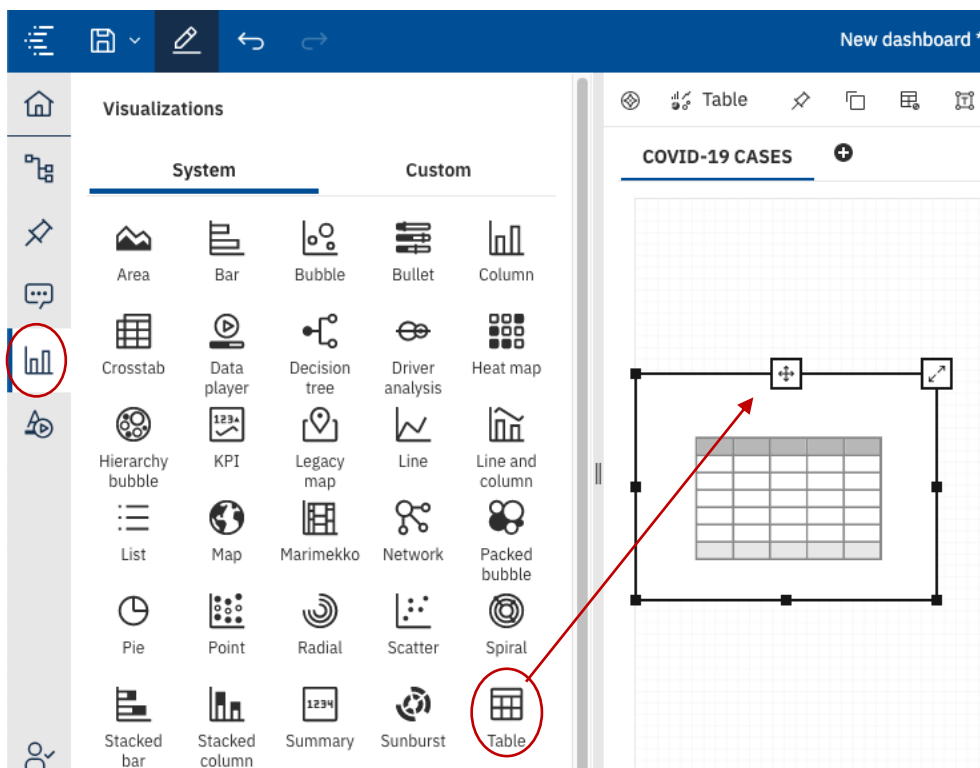 New dashboard *
Visualizations
Table
System
Custom
COVID-19 CASES
Area
Bar
Bubble
Bullet
Column
Crosstab
Data
player
Decision
tree
Driver
analysis
Heat map
123
Hierarchy
bubble
KPI
Legacy
map
Line
Line and
column
List
Map
Marimekko
Network
Packed
bubble
Pie
Point
Radial
Scatter
Spiral
1234
Stacked
bar
Stacked
column
Summary
Sunburst
Table